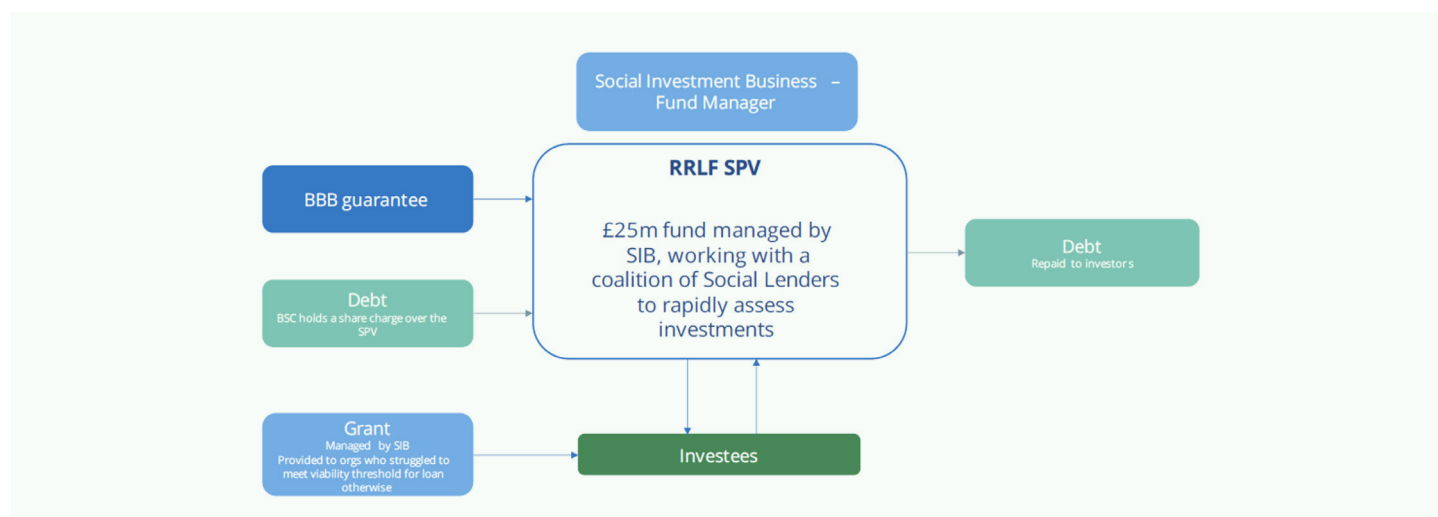 Social Investment Business –
Fund Manager
RRLF SPV
£25m fund managed by
SIB, working with a
coalition of Social Lenders
to rapidly assess
investments
BBB guarantee
Debt
BSC holds a share charge over the
SPV
Grant
Managed by SIB
Provided to orgs who struggled to
meet viability threshold for loan
otherwise
Investees
Debt
Repaid to investors